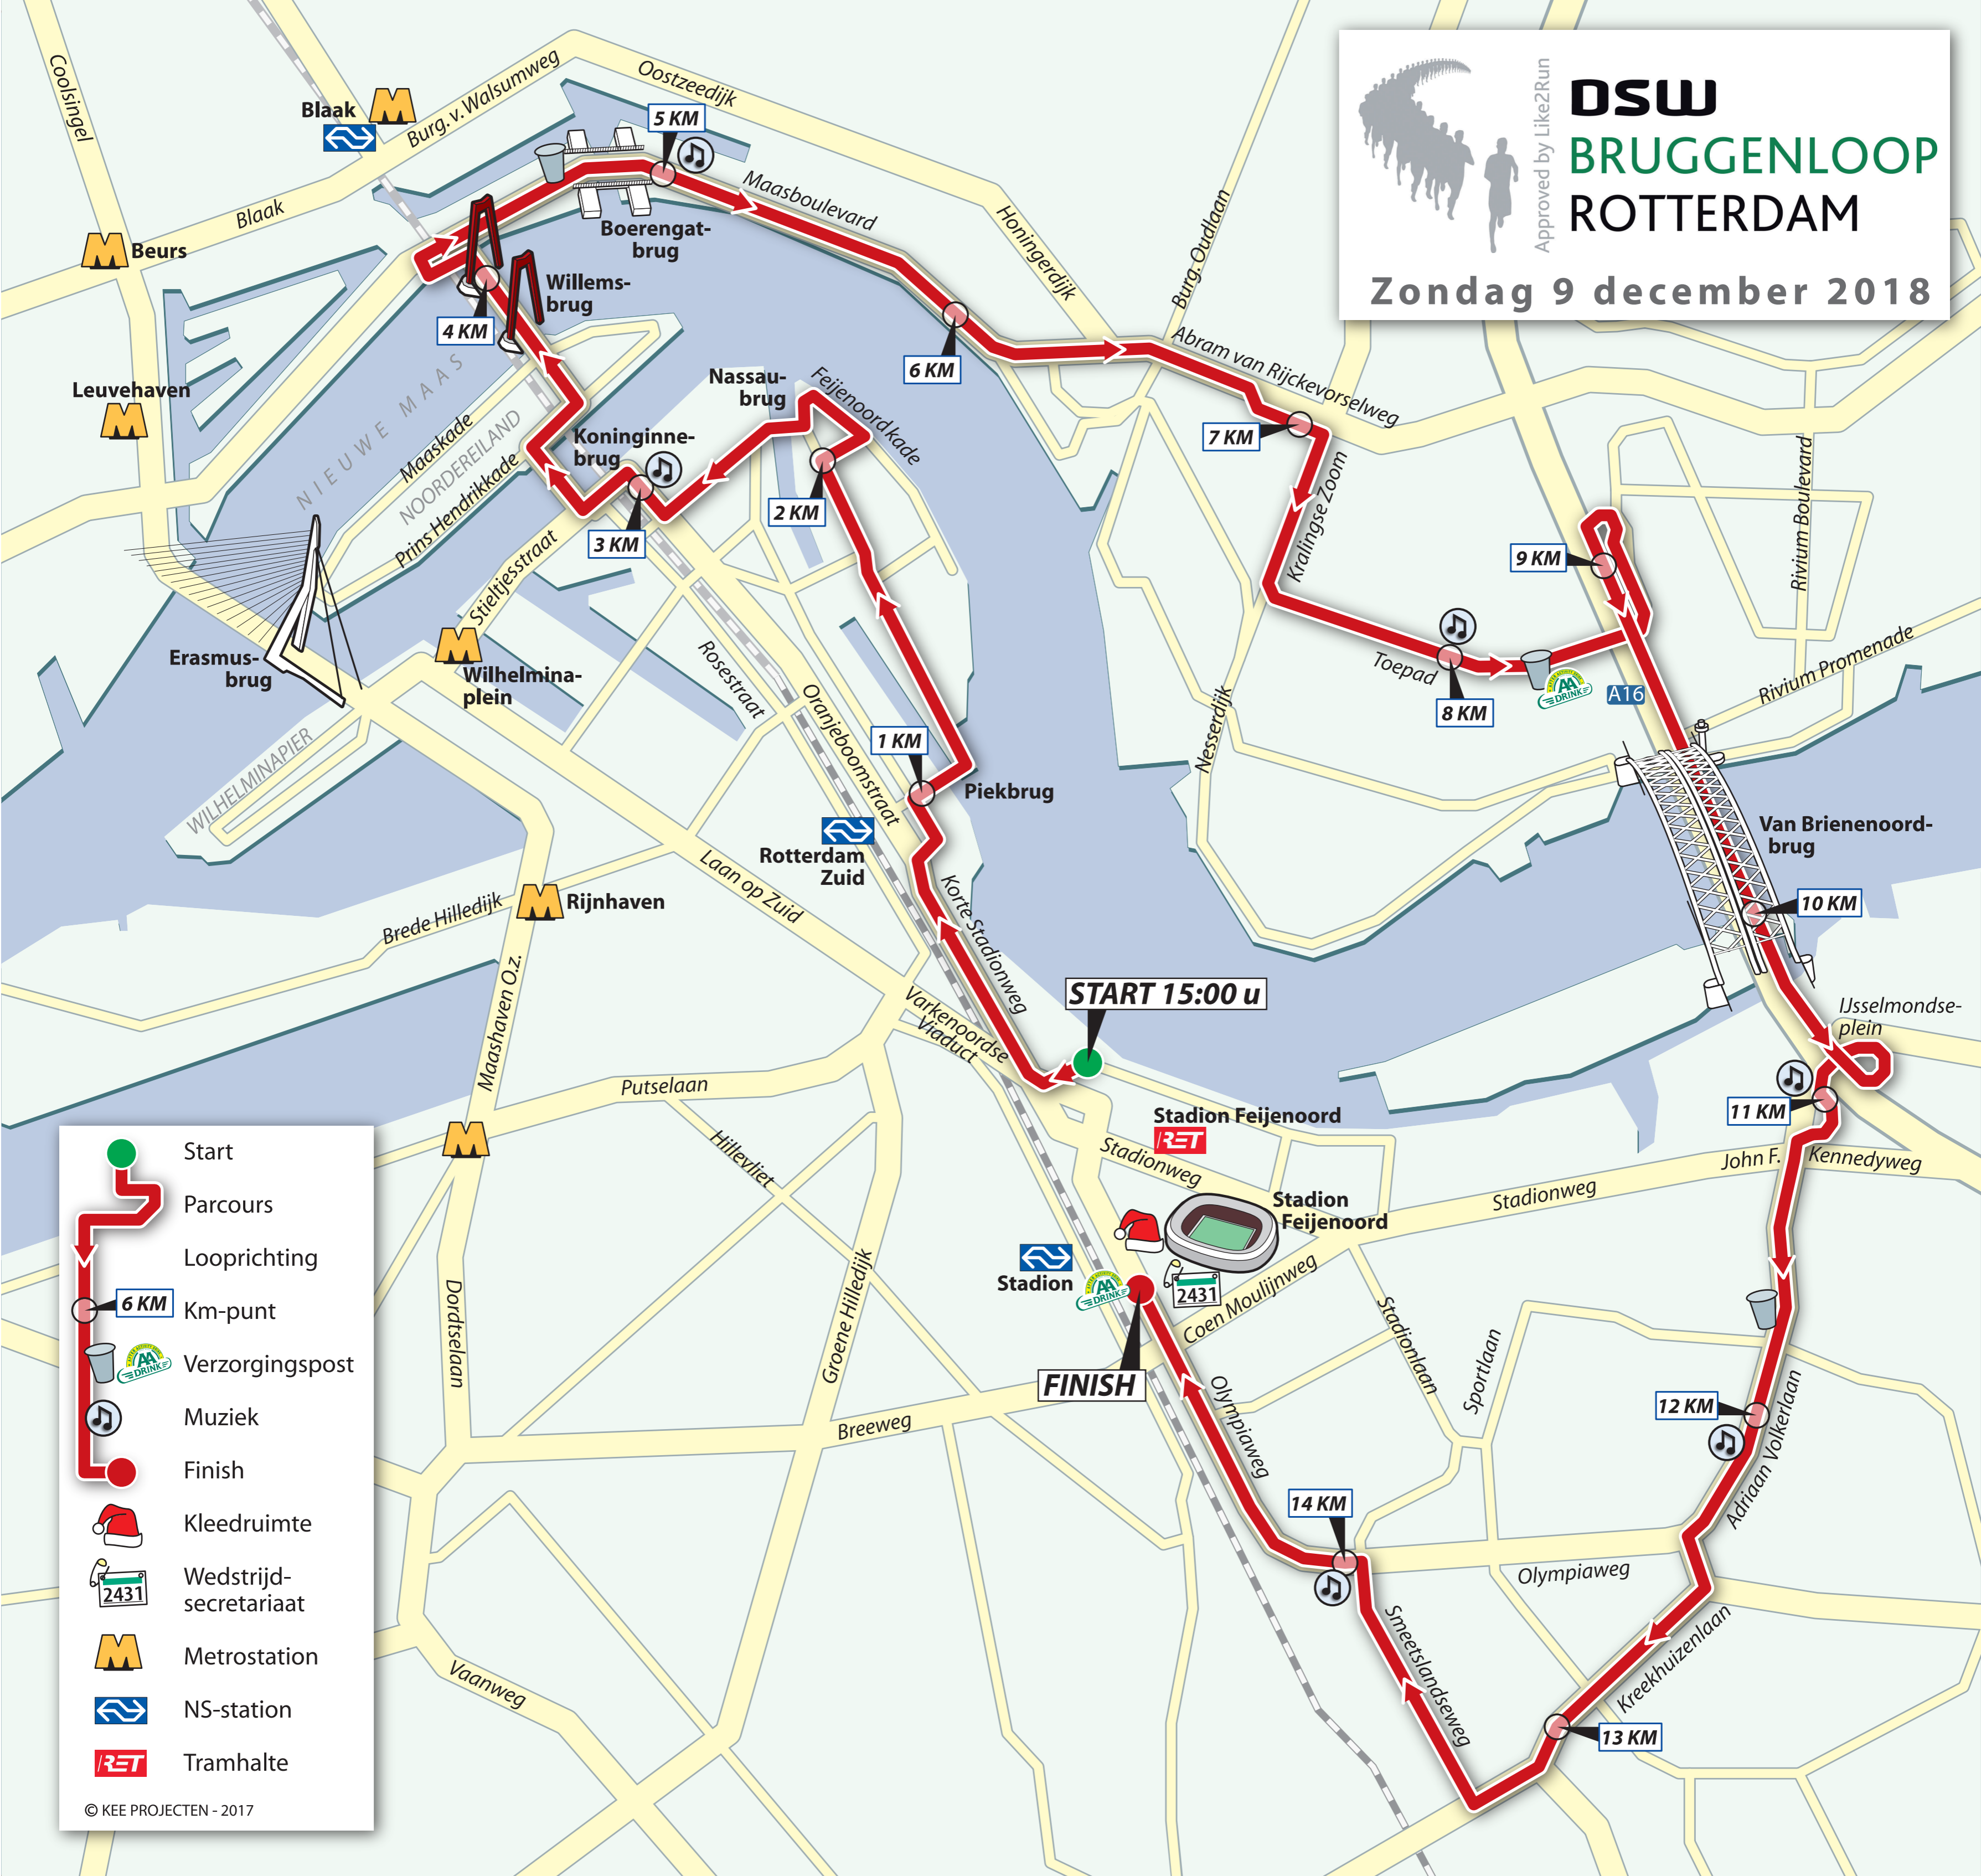 Approved by Like2Run
DSW
BRUGGENLOOP
ROTTERDAM
Zondag 9 december 2018
Coolsingel
Blaak
Burg. v. Walsumweg
Oostzeedijk
5 KM
Maasboulevard
Blaak
Beurs
Boerengat-
brug
Willems-
brug
4 KM
Honingerdijk
Burg. Oudlaan
6 KM
Abram van Rijckevorselweg
7 KM
Leuvehaven
NIEUWE MAAS
Maaskade
NOORDEREILAND
Prins Hendrikkade
Nassau-
brug
Feijenoordkade
Koninginne-
brug
2 KM
3 KM
Kralingse Zoom
Rivium Boulevard
9 KM
Stieltjesstraat
Erasmus-
brug
Wilhelmina-
plein
Rosestraat
Oranjeboomstraat
Toepad
8 KM
AA
DRINK
A16
Rivium Promenade
Nesserdijk
WILHELMINAPIER
1 KM
Piekbrug
Rotterdam
Zuid
Van Brienenoord-
brug
Laan op Zuid
Korte Stadionweg
Brede Hilledijk
Rijnhaven
10 KM
Maashaven O.z.
Varkenoordse
Viaduct
START 15:00 u
IJsselmondse-
plein
Putselaan
Hillevliet
Stadion Feijenoord
RET
Stadionweg
11 KM
John F. Kennedyweg
Stadionweg
Stadion
Feijenoord
Stadion
AA
DRINK
2431
Coen Moulijnweg
FINISH
Groene Hilledijk
Dordtselaan
Breeweg
Olympiaweg
Stadionlaan
Sportlaan
12 KM
Adriaan Volkerlaan
14 KM
Olympiaweg
Smeetslandseweg
Kreekhuizenlaan
13 KM
Vaanweg
Start
Parcours
Looprichting
6 KM
Km-punt
AA
DRINK
Verzorgingspost
Muziek
Finish
Kleedruimte
2431
Wedstrijd-
secretariaat
Metrostation
NS-station
RET
Tramhalte
© KEE PROJECTEN - 2017